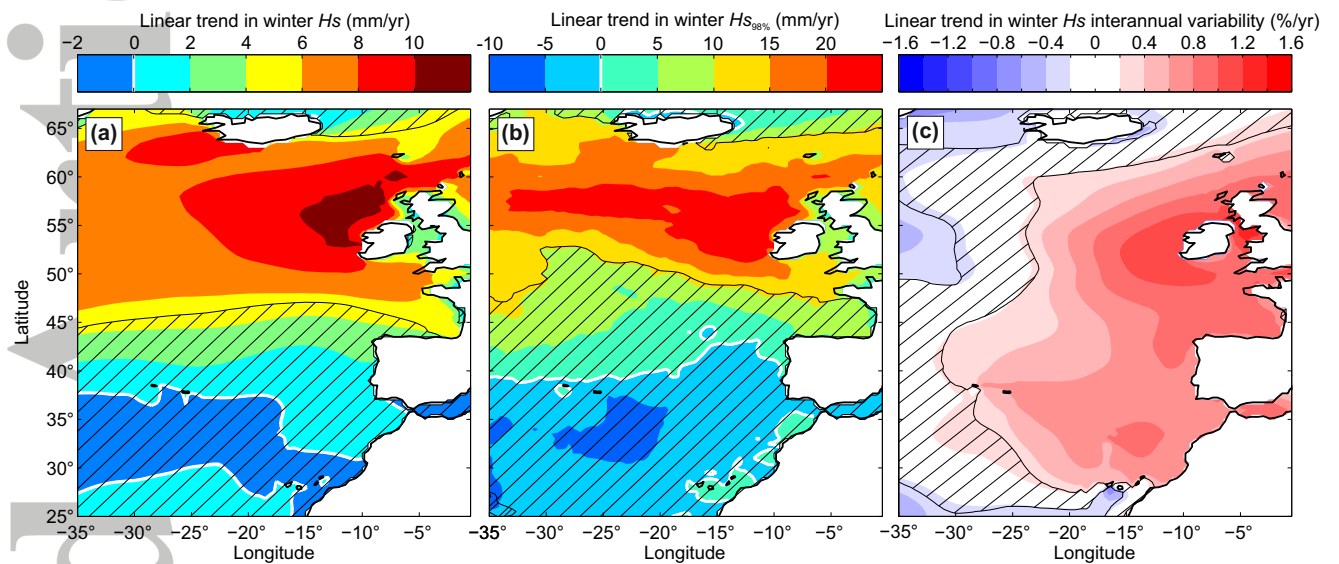 Linear trend in winter Hs (mm/yr)
−2 0 2 4 6 8 10
Linear trend in winter Hs98% (mm/yr)
-10 -5 0 5 10 15 20
Linear trend in winter Hs interannual variability (%/yr)
−1.6 −1.2 −0.8 −0.4 0 0.4 0.8 1.2 1.6
(a)
(b)
(c)
Latitude
65°
60°
55°
50°
45°
40°
35°
30°
25°
−35° −30° −25° −20° −15° −10° −5°
Longitude
−35° −30° −25° −20° −15° −10° −5°
Longitude
−35° −30° −25° −20° −15° −10° −5°
Longitude